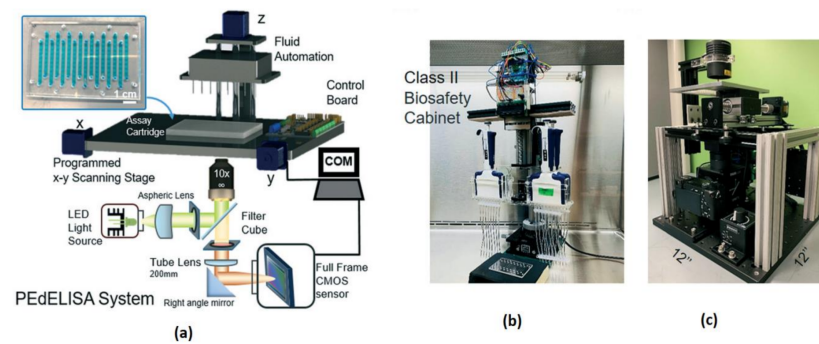 1 cm
z
Fluid
Automation
Control
Board
Assay
Cartridge
x
y
Programmed
x-y Scanning Stage
COM
10x
∞
Aspheric Lens
LED
Light
Source
Filter
Cube
Tube Lens
200mm
Full Frame
CMOS
sensor
Right angle mirror
PEdELISA System
(a)
Class II
Biosafety
Cabinet
(b)
12"
12"
(c)